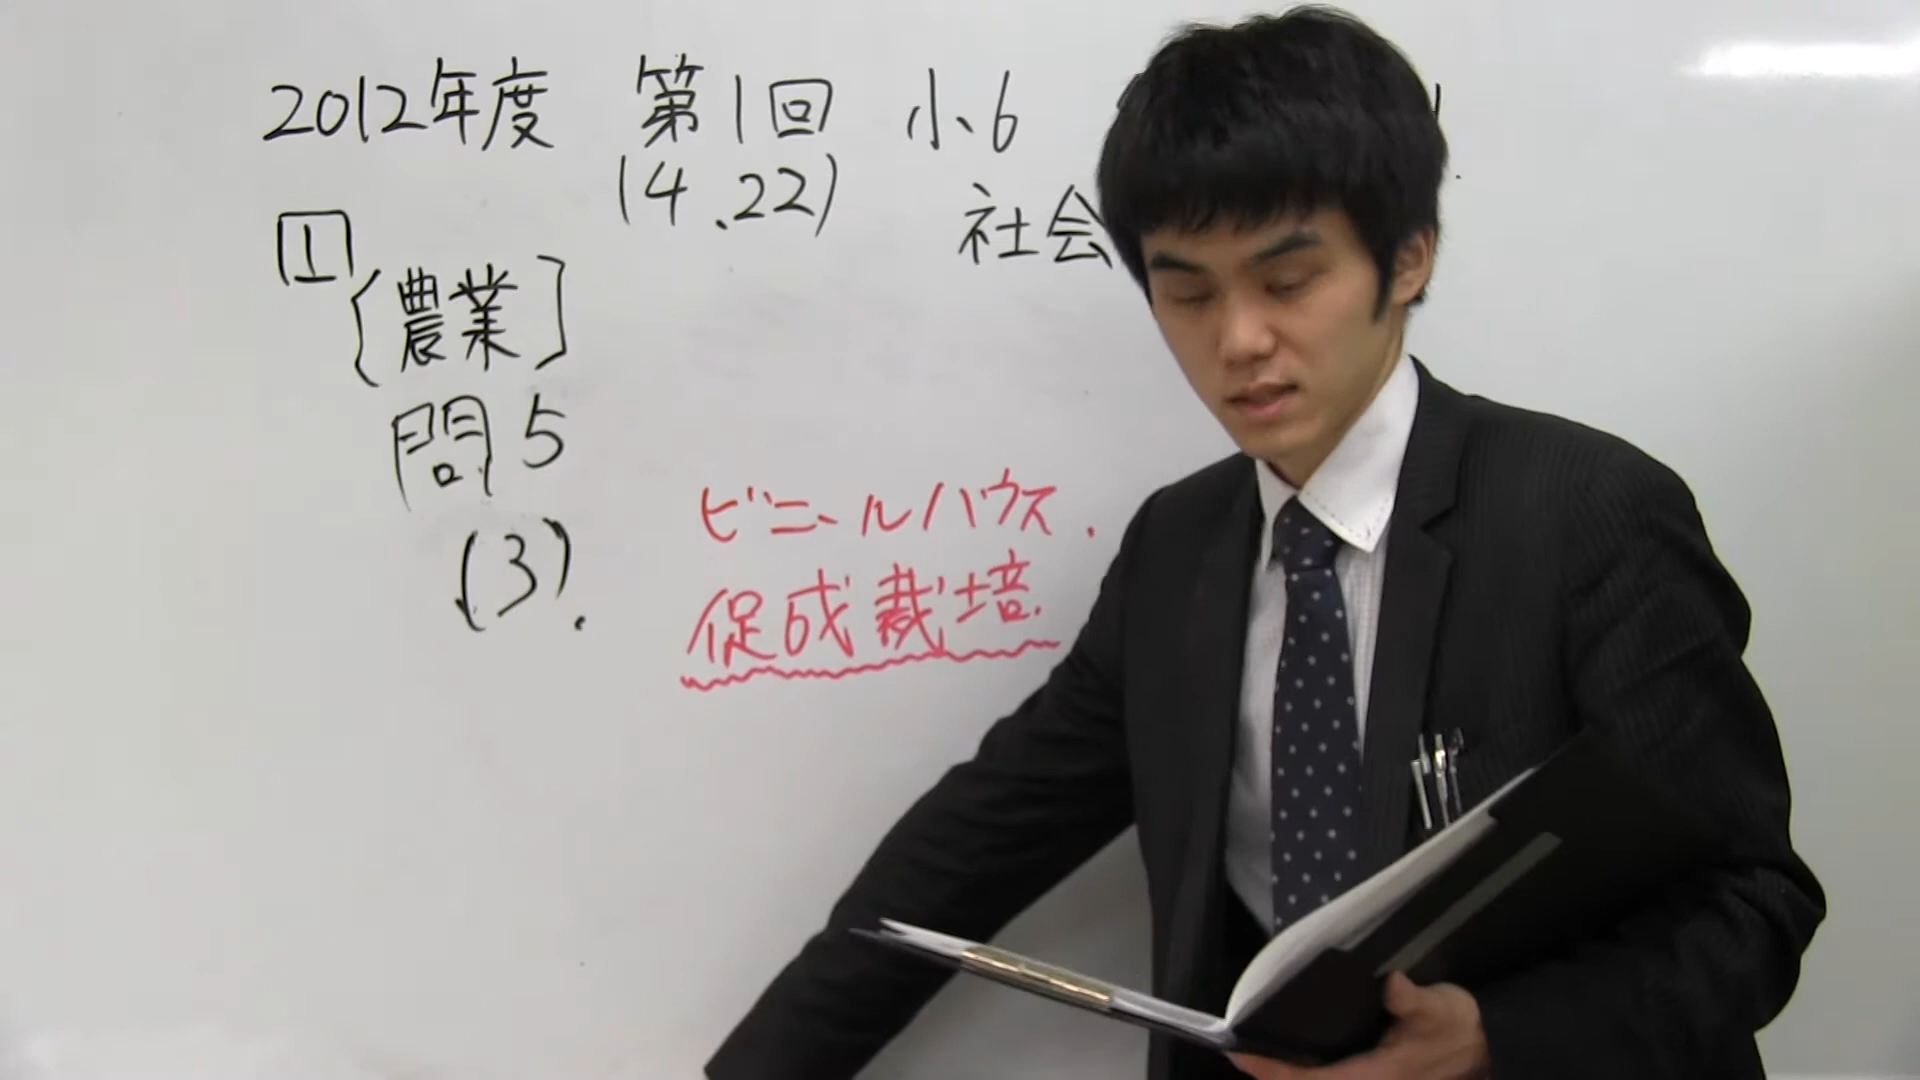 2012年度 第1回 小6
(4.22)
社会
1
[農業]
問5
(3).
ビニールハウス.
促成栽培.